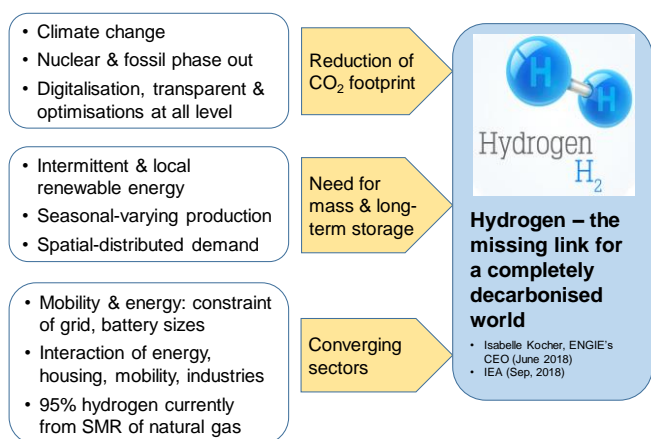 • Climate change
• Nuclear & fossil phase out
• Digitalisation, transparent &
optimisations at all level
Reduction of
CO₂ footprint
• Intermittent & local
renewable energy
• Seasonal-varying production
• Spatial-distributed demand
Need for
mass & long-
term storage
• Mobility & energy: constraint
of grid, battery sizes
• Interaction of energy,
housing, mobility, industries
• 95% hydrogen currently
from SMR of natural gas
Converging
sectors
H
H
Hydrogen
H₂
Hydrogen – the
missing link for
a completely
decarbonised
world
• Isabelle Kocher, ENGIE's
CEO (June 2018)
• IEA (Sep, 2018)